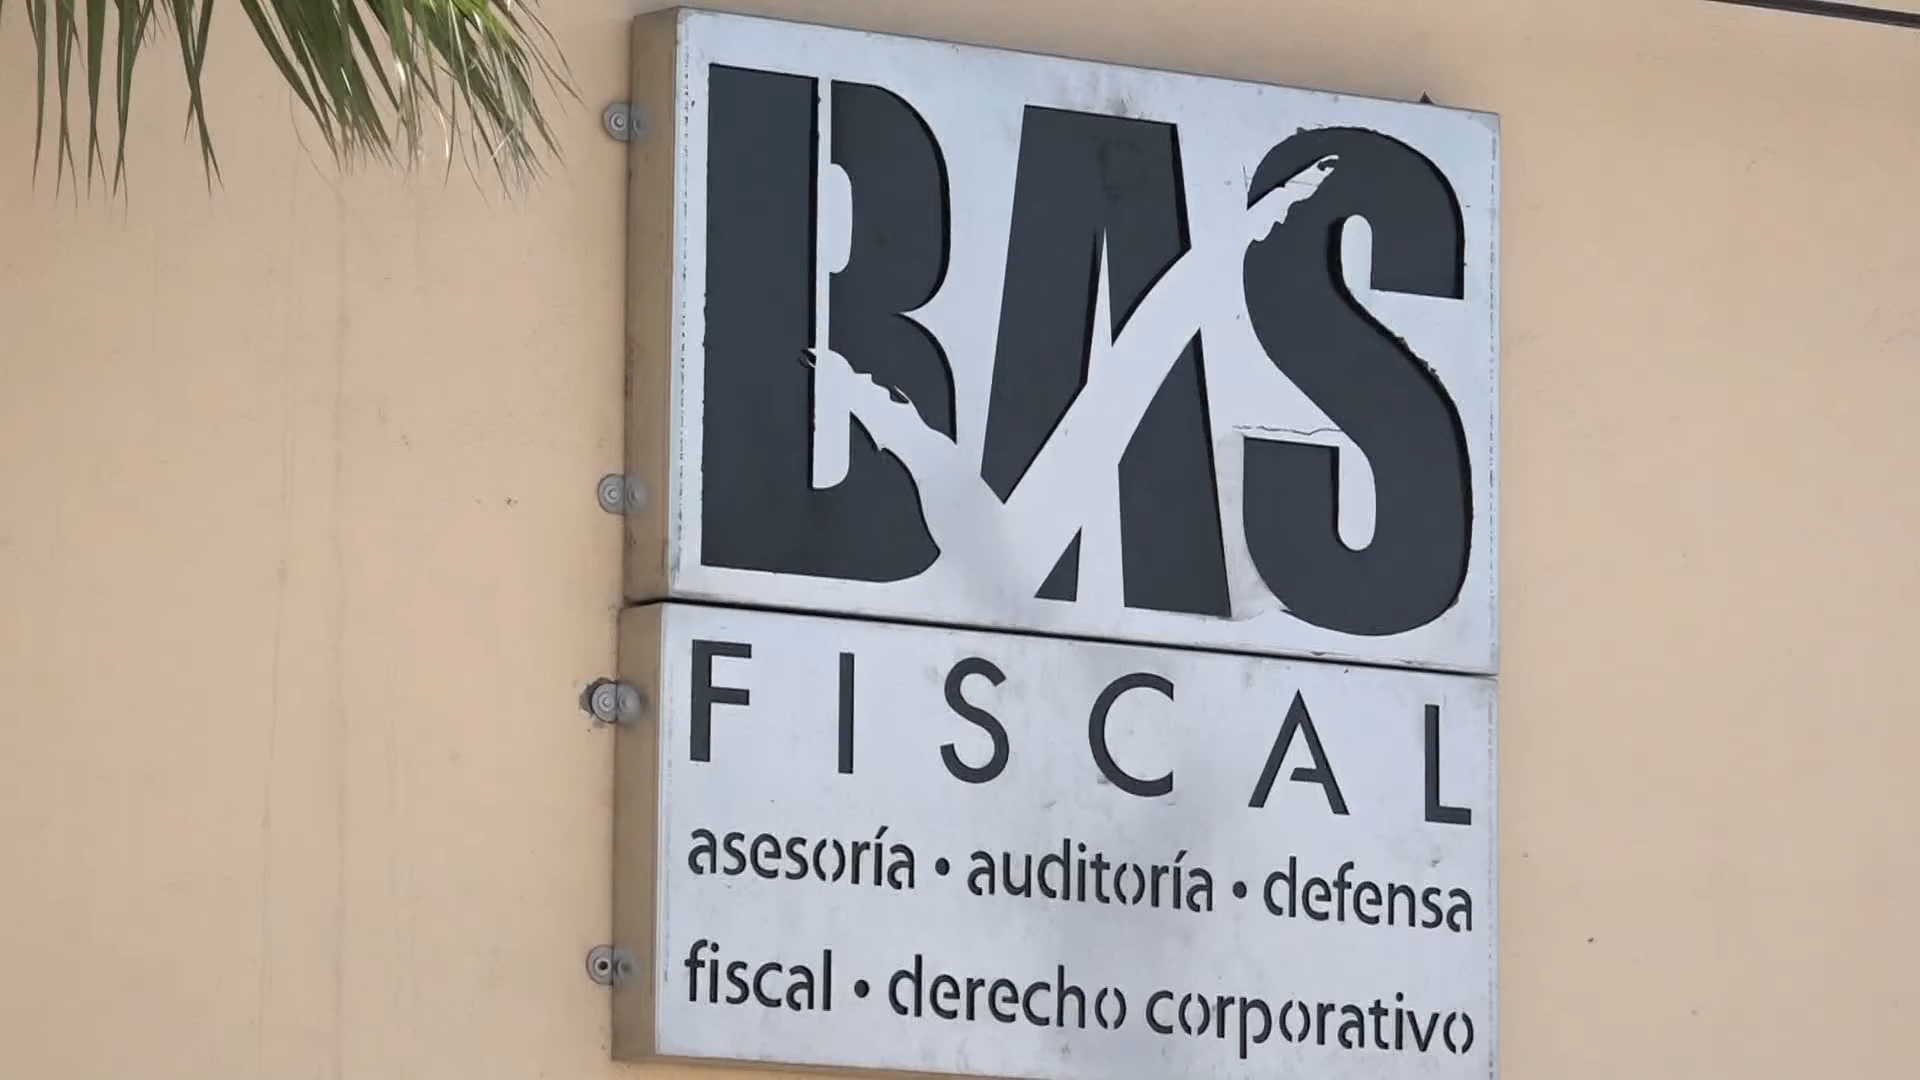 BAS
FISCAL
asesoría • auditoría • defensa
fiscal • derecho corporativo